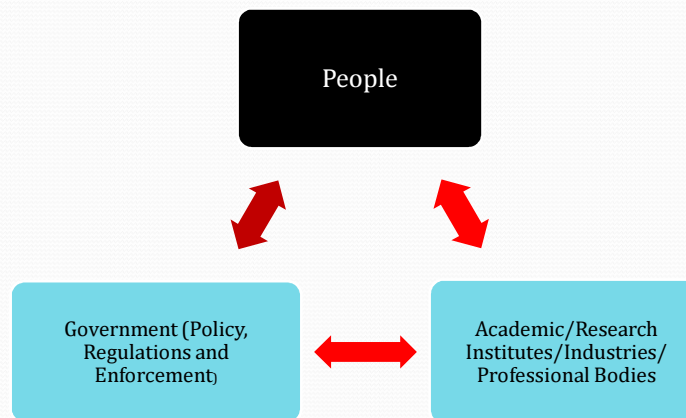 People
Government (Policy,
Regulations and
Enforcement)
Academic/Research
Institutes/Industries/
Professional Bodies